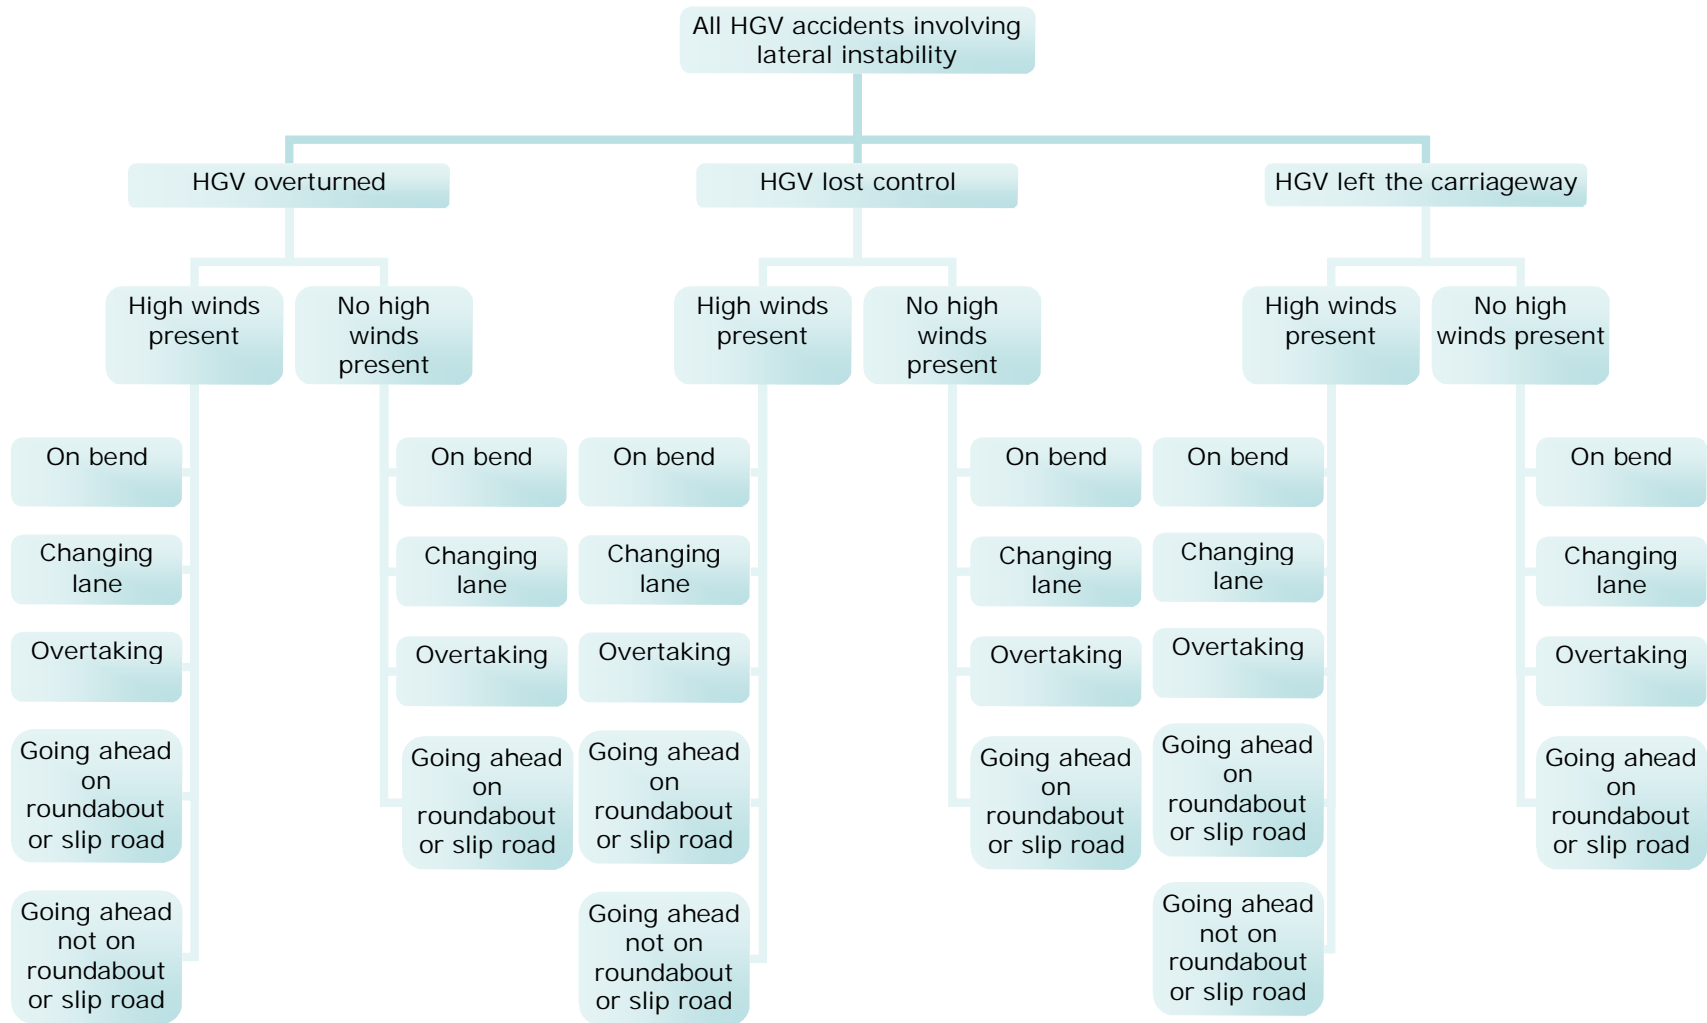 All HGV accidents involving
lateral instability
HGV overturned
HGV lost control
HGV left the carriageway
High winds
present
No high
winds
present
High winds
present
No high
winds
present
High winds
present
No high
winds present
On bend
Changing
lane
Overtaking
Going ahead
on
roundabout
or slip road
Going ahead
not on
roundabout
or slip road
On bend
Changing
lane
Overtaking
Going ahead
on
roundabout
or slip road
On bend
Changing
lane
Overtaking
Going ahead
on
roundabout
or slip road
Going ahead
not on
roundabout
or slip road
On bend
Changing
lane
Overtaking
Going ahead
on
roundabout
or slip road
On bend
Changing
lane
Overtaking
Going ahead
on
roundabout
or slip road
Going ahead
not on
roundabout
or slip road
On bend
Changing
lane
Overtaking
Going ahead
on
roundabout
or slip road